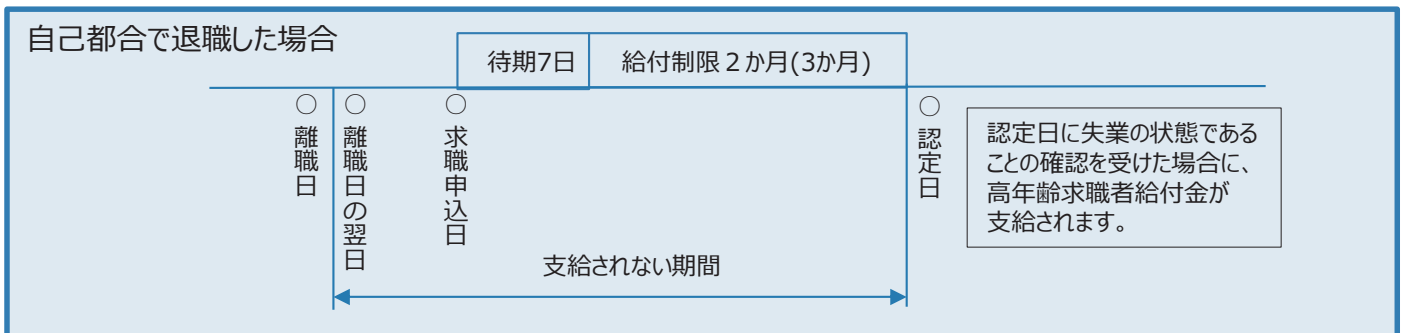 自己都合で退職した場合
待期7日
給付制限２か月(3か月)
○離職日
○離職日の翌日
○求職申込日
○認定日
認定日に失業の状態である
ことの確認を受けた場合に、
高年齢求職者給付金が
支給されます。
支給されない期間